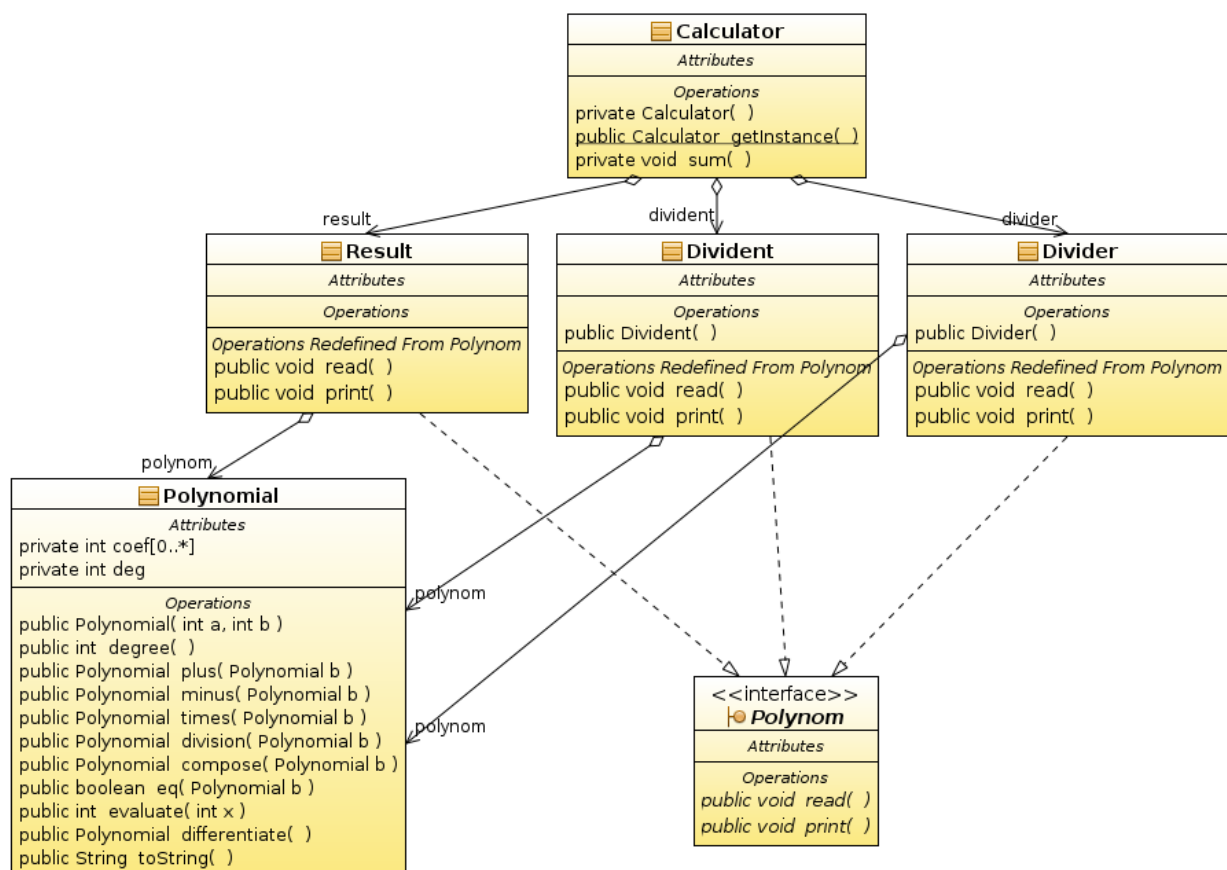 Calculator
Attributes
Operations
private Calculator( )
public Calculator getInstance( )
private void sum( )
result
divident
divider
Result
Attributes
Operations
Operations Redefined From Polynom
public void read( )
public void print( )
Divident
Attributes
Operations
public Divident( )
Operations Redefined From Polynom
public void read( )
public void print( )
Divider
Attributes
Operations
public Divider( )
Operations Redefined From Polynom
public void read( )
public void print( )
polynom
polynom
polynom
Polynomial
Attributes
private int coef[0..*]
private int deg
Operations
public Polynomial( int a, int b )
public int degree( )
public Polynomial plus( Polynomial b )
public Polynomial minus( Polynomial b )
public Polynomial times( Polynomial b )
public Polynomial division( Polynomial b )
public Polynomial compose( Polynomial b )
public boolean eq( Polynomial b )
public int evaluate( int x )
public Polynomial differentiate( )
public String toString( )
<<interface>>
Polynom
Attributes
Operations
public void read( )
public void print( )